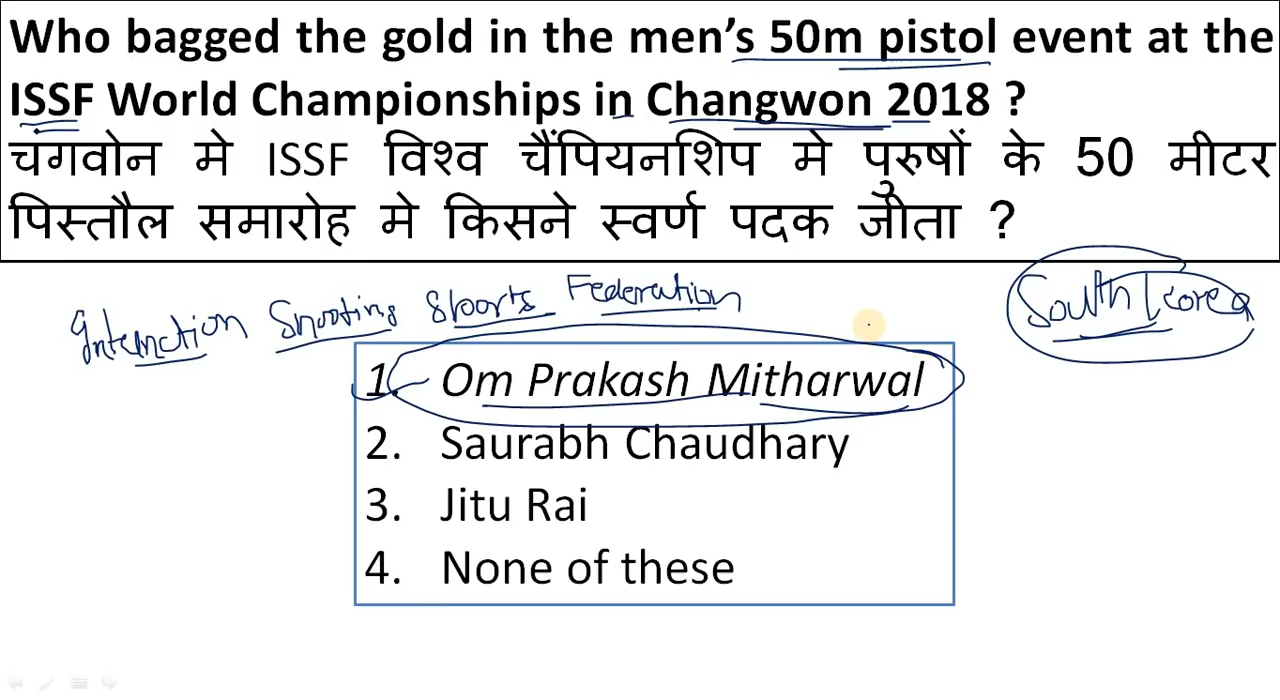 Who bagged the gold in the men's 50m pistol event at the
ISSF World Championships in Changwon 2018 ?
चंगवोन मे ISSF विश्व चैंपियनशिप मे पुरुषों के 50 मीटर
पिस्तौल समारोह मे किसने स्वर्ण पदक जीता ?
South Korea
Internction Shooting Sports Federation
1. Om Prakash Mitharwal
2. Saurabh Chaudhary
3. Jitu Rai
4. None of these